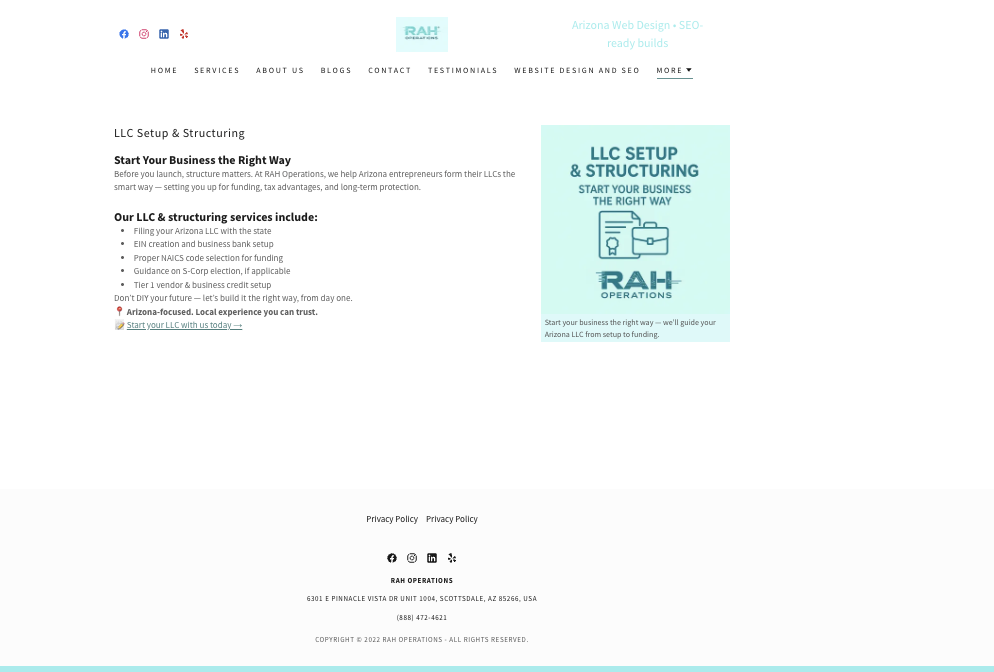 RAH
OPERATIONS
Arizona Web Design • SEO-
ready builds
HOME SERVICES ABOUT US BLOGS CONTACT TESTIMONIALS WEBSITE DESIGN AND SEO MORE
LLC Setup & Structuring
Start Your Business the Right Way
Before you launch, structure matters. At RAH Operations, we help Arizona entrepreneurs form their LLCs the
smart way — setting you up for funding, tax advantages, and long-term protection.
Our LLC & structuring services include:
• Filing your Arizona LLC with the state
• EIN creation and business bank setup
• Proper NAICS code selection for funding
• Guidance on S-Corp election, if applicable
• Tier 1 vendor & business credit setup
Don't DIY your future — let's build it the right way, from day one.
📍 Arizona-focused. Local experience you can trust.
📝 Start your LLC with us today →
LLC SETUP
& STRUCTURING
START YOUR BUSINESS
THE RIGHT WAY
RAH
OPERATIONS
Start your business the right way — we'll guide your
Arizona LLC from setup to funding.
Privacy Policy Privacy Policy
RAH OPERATIONS
6301 E PINNACLE VISTA DR UNIT 1004, SCOTTSDALE, AZ 85266, USA
(888) 472-4621
COPYRIGHT © 2022 RAH OPERATIONS - ALL RIGHTS RESERVED.